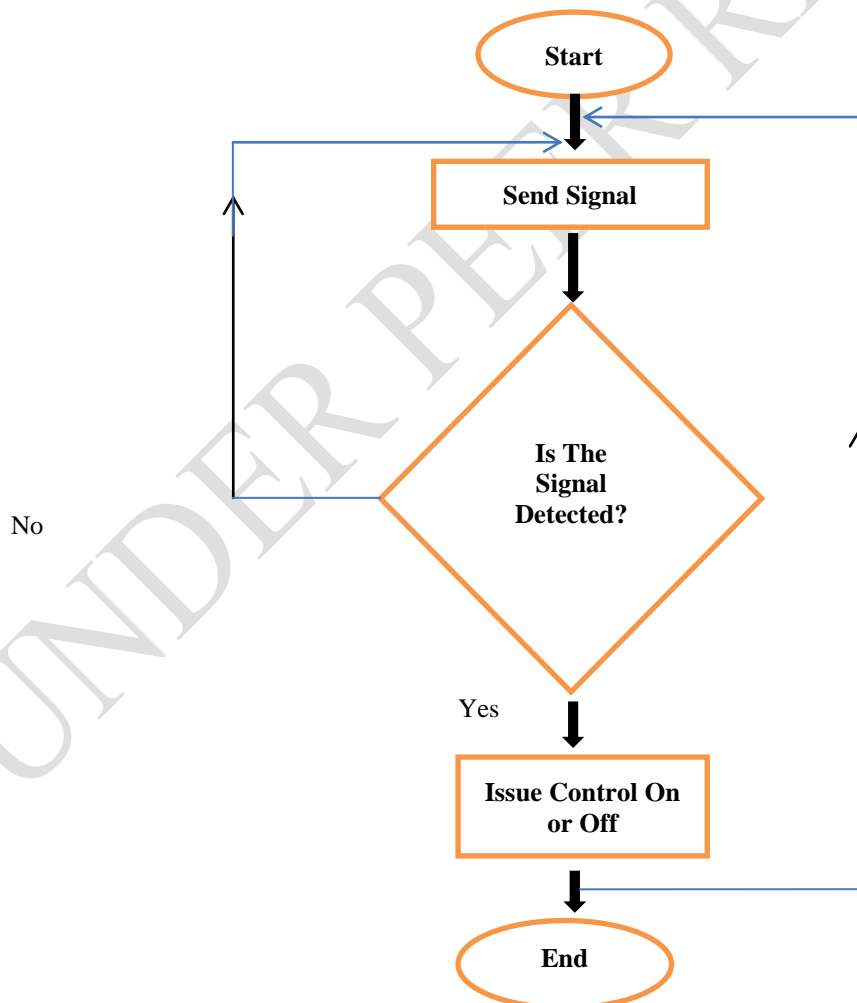 Start
Send Signal
Is The
Signal
Detected?
No
Yes
Issue Control On
or Off
End
UNDER PEER R